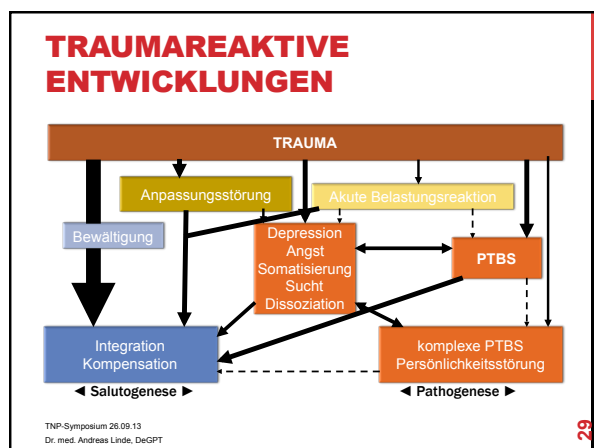 TRAUMAREAKTIVE
ENTWICKLUNGEN
TRAUMA
Anpassungsstörung
Akute Belastungsreaktion
Bewältigung
Depression
Angst
Somatisierung
Sucht
Dissoziation
PTBS
Integration
Kompensation
komplexe PTBS
Persönlichkeitsstörung
◄ Salutogenese ►
◄ Pathogenese ►
TNP-Symposium 26.09.13
Dr. med. Andreas Linde, DeGPT
29